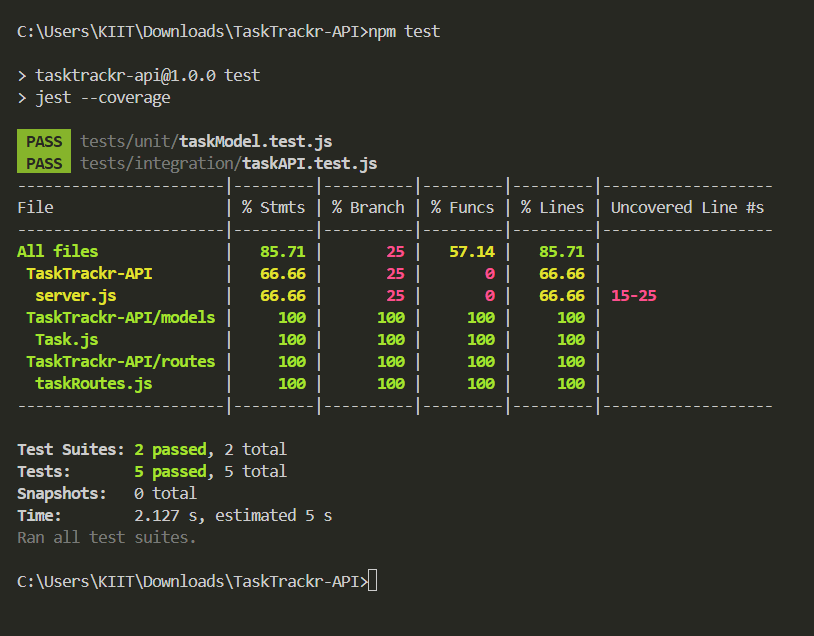 C:\Users\KIIT\Downloads\TaskTrackr-API>npm test
> tasktrackr-api@1.0.0 test
> jest --coverage
PASS tests/unit/taskModel.test.js
PASS tests/integration/taskAPI.test.js
-----------------------|---------|----------|---------|---------|-------------------
File                   | % Stmts | % Branch | % Funcs | % Lines | Uncovered Line #s
-----------------------|---------|----------|---------|---------|-------------------
All files              |   85.71 |       25 |   57.14 |   85.71 |
 TaskTrackr-API        |   66.66 |       25 |       0 |   66.66 |
  server.js            |   66.66 |       25 |       0 |   66.66 | 15-25
 TaskTrackr-API/models |     100 |      100 |     100 |     100 |
  Task.js              |     100 |      100 |     100 |     100 |
 TaskTrackr-API/routes |     100 |      100 |     100 |     100 |
  taskRoutes.js        |     100 |      100 |     100 |     100 |
-----------------------|---------|----------|---------|---------|-------------------
Test Suites: 2 passed, 2 total
Tests:       5 passed, 5 total
Snapshots:   0 total
Time:        2.127 s, estimated 5 s
Ran all test suites.
C:\Users\KIIT\Downloads\TaskTrackr-API>